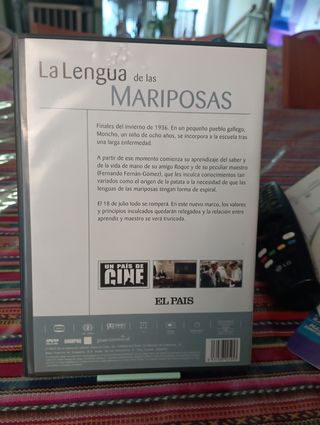 La Lengua de las
MARIPOSAS
Finales del invierno de 1936. En un pequeño pueblo gallego,
Moncho, un niño de ocho años, se incorpora a la escuela tras
una larga enfermedad.
A partir de ese momento comienza su aprendizaje del saber y
de la vida de mano de su amigo Roque y de su peculiar maestro
(Fernando Fernán-Gómez), que les inculca conocimientos tan
variados como el origen de la patata o la necesidad de que las
lenguas de las mariposas tengan forma de espiral.
El 18 de julio todo se romperá. En este nuevo marco, los valores
y principios inculcados quedarán relegados y la relación entre
aprendiz y maestro se verá truncada.
UN PAÍS DE
CINE
EL PAIS
LG